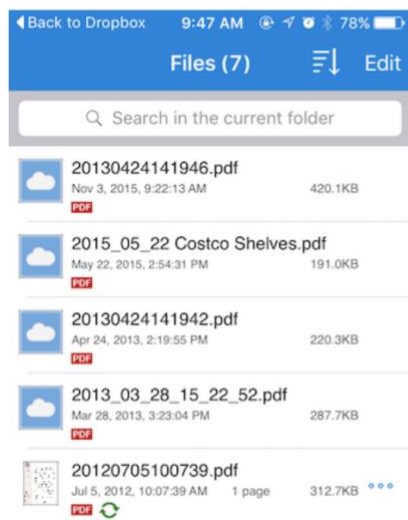 Back to Dropbox 9:47 AM 78%
Files (7) Edit
Search in the current folder
20130424141946.pdf
Nov 3, 2015, 9:22:13 AM 420.1KB
PDF
2015_05_22 Costco Shelves.pdf
May 22, 2015, 2:54:31 PM 191.0KB
PDF
20130424141942.pdf
Apr 24, 2013, 2:19:55 PM 220.3KB
PDF
2013_03_28_15_22_52.pdf
Mar 28, 2013, 3:23:04 PM 287.7KB
PDF
20120705100739.pdf
Jul 5, 2012, 10:07:39 AM 1 page 312.7KB
PDF